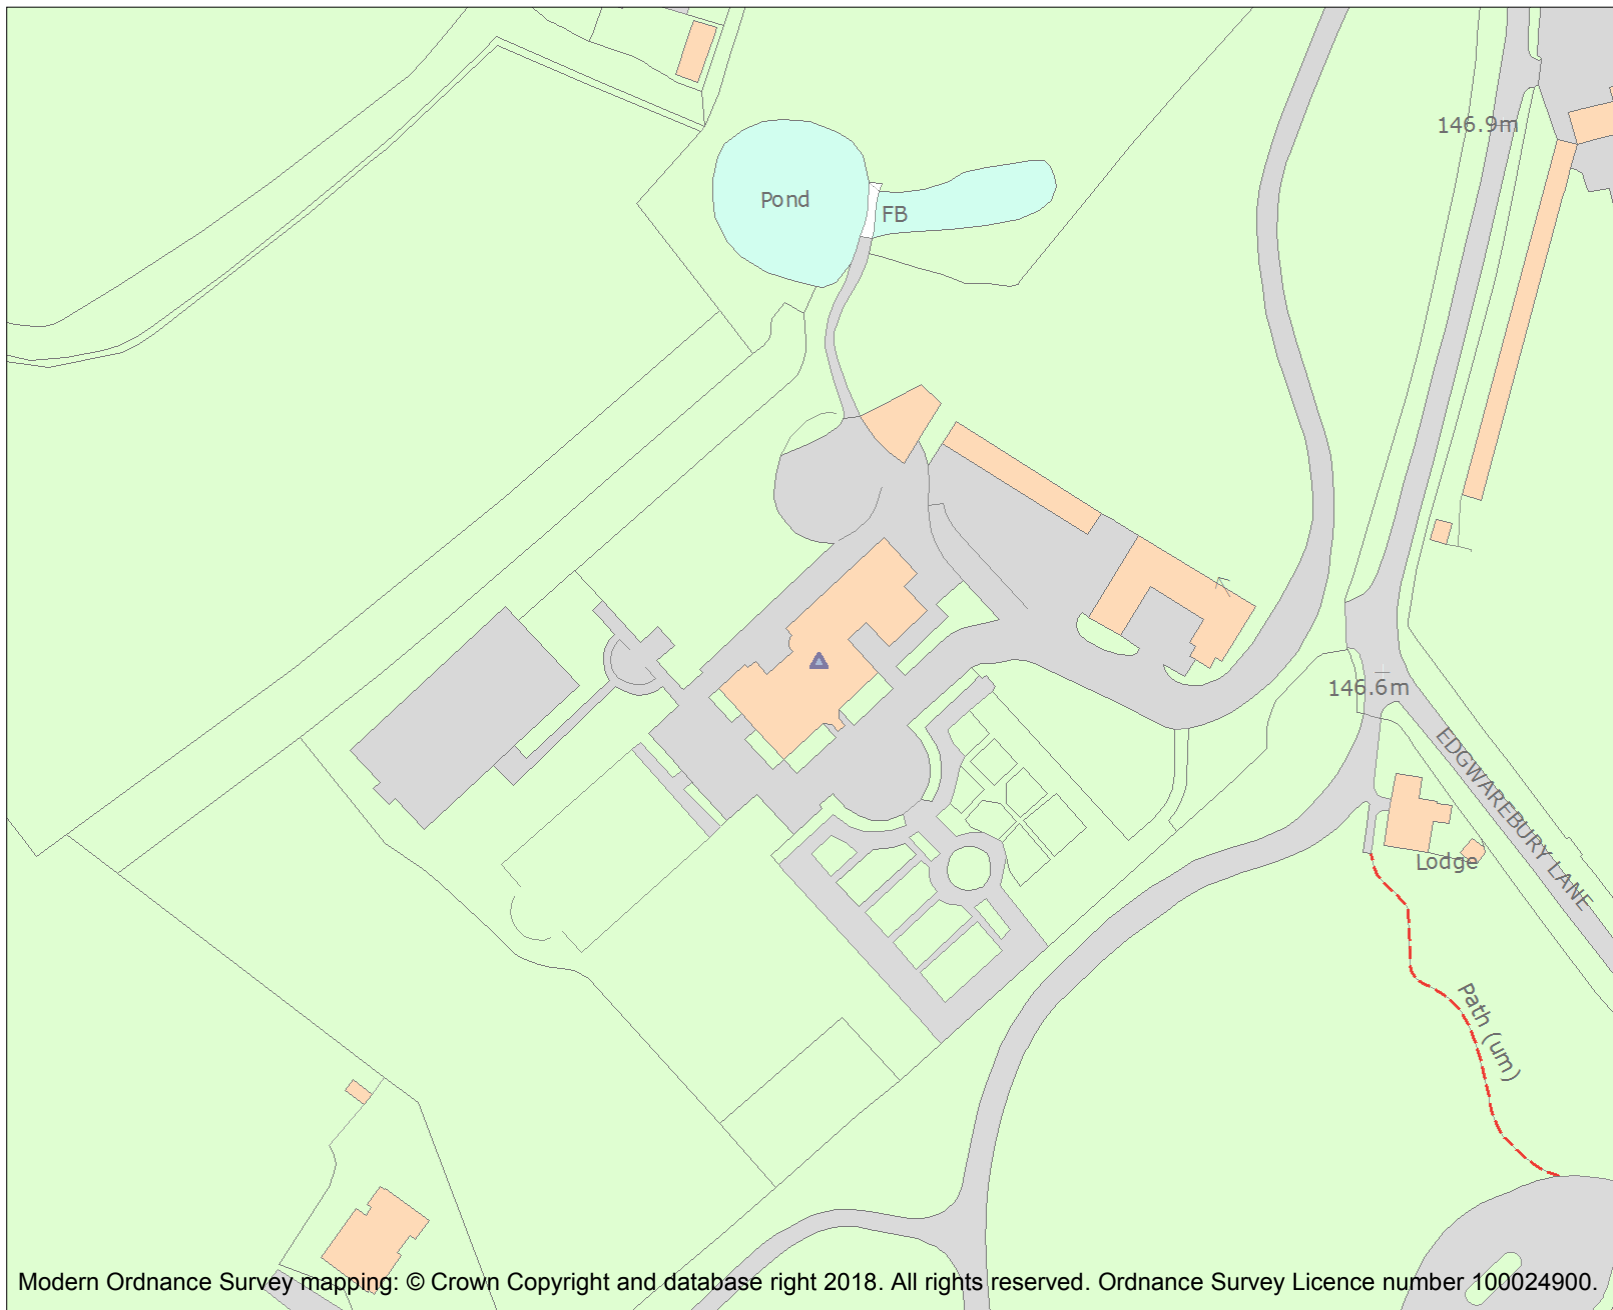 146.9m
Pond
FB
146.6m
EDGWAREBURY LANE
Lodge
Path (um)
Modern Ordnance Survey mapping: © Crown Copyright and database right 2018. All rights reserved. Ordnance Survey Licence number 100024900.